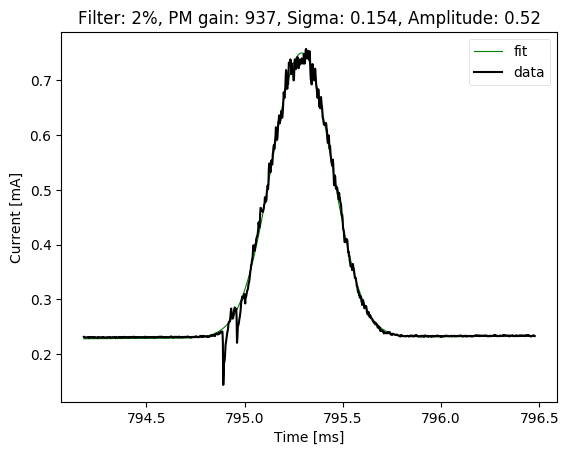 Filter: 2%, PM gain: 937, Sigma: 0.154, Amplitude: 0.52
fit
data
0.7
0.6
0.5
0.4
0.3
0.2
Current [mA]
794.5 795.0 795.5 796.0 796.5
Time [ms]